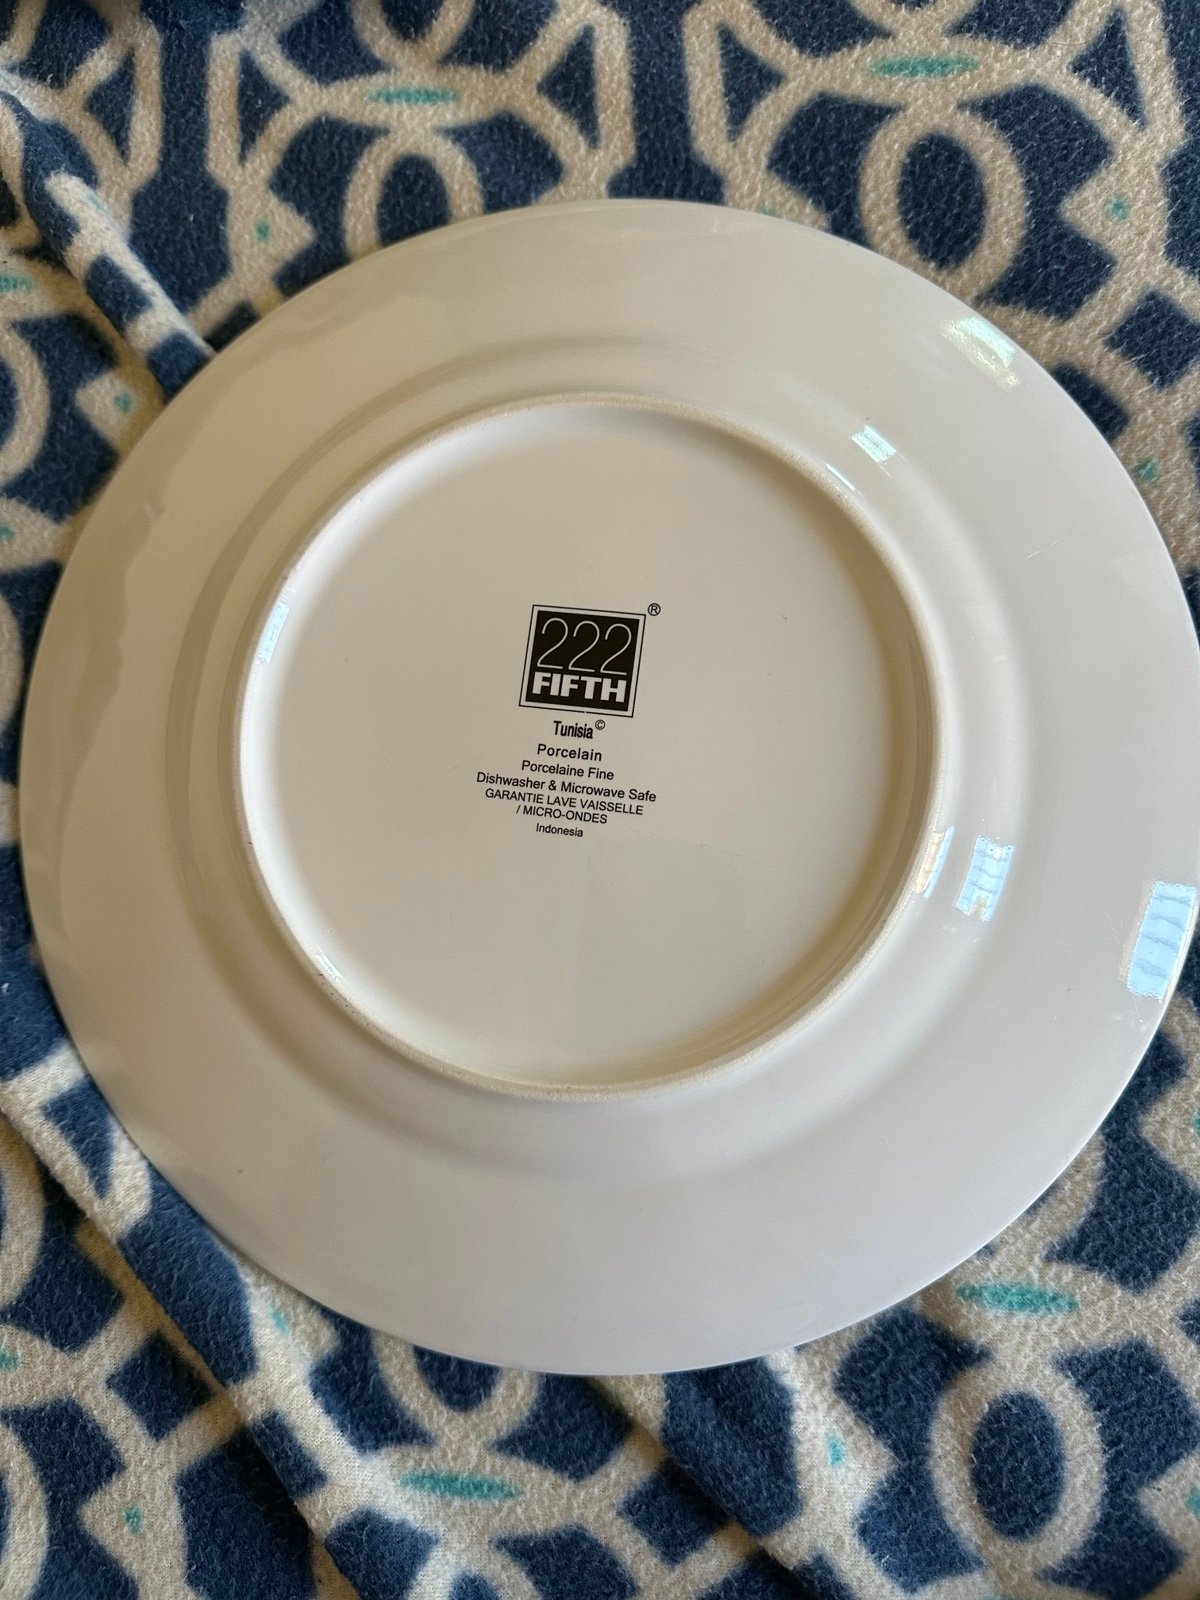 222
FIFTH
®
Tunisia©
Porcelain
Porcelaine Fine
Dishwasher & Microwave Safe
GARANTIE LAVE VAISSELLE
/ MICRO-ONDES
Indonesia